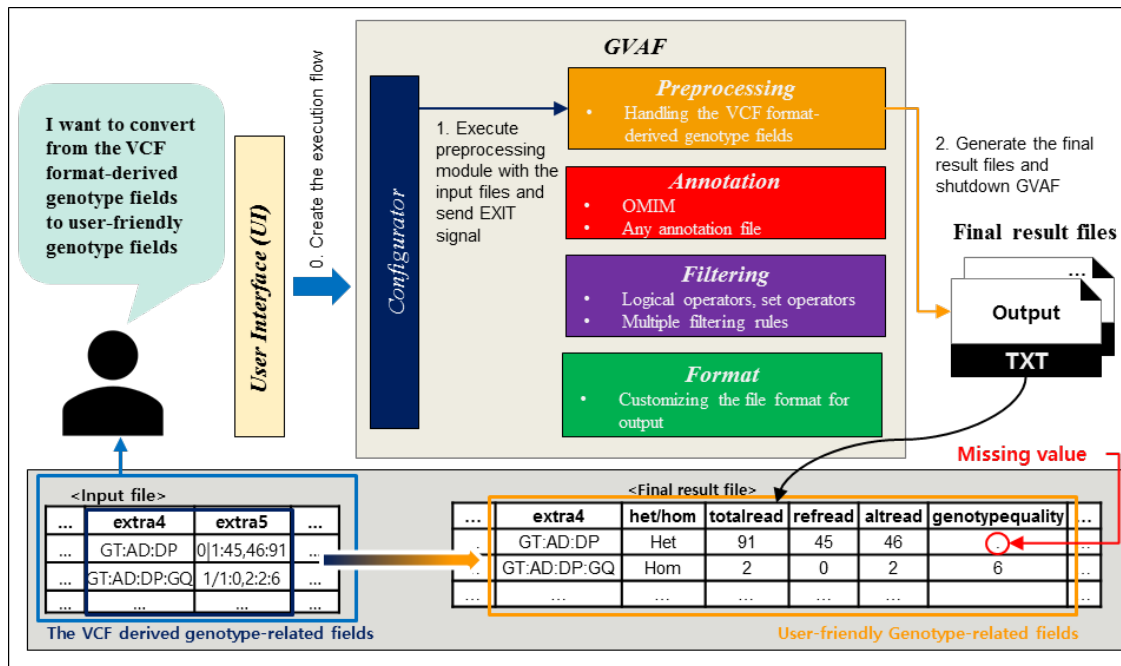 GVAF
I want to convert
from the VCF
format-derived
genotype fields
to user-friendly
genotype fields
User Interface (UI)
0. Create the execution flow
Configurator
1. Execute
preprocessing
module with the
input files and
send EXIT
signal
Preprocessing
• Handling the VCF format-
derived genotype fields
Annotation
• OMIM
• Any annotation file
Filtering
• Logical operators, set operators
• Multiple filtering rules
Format
• Customizing the file format for
output
2. Generate the final
result files and
shutdown GVAF
Final result files
...
Output
TXT
Missing value
<Input file>
... extra4 extra5 ...
... GT:AD:DP 0|1:45,46:91 ...
... GT:AD:DP:GQ 1/1:0,2:2:6 ...
... ... ... ...
The VCF derived genotype-related fields
<Final result file>
... extra4 het/hom totalread refread altread genotypequality ...
.. GT:AD:DP Het 91 45 46 . ..
.. GT:AD:DP:GQ Hom 2 0 2 6 ..
... ... ... ... ... ...
User-friendly Genotype-related fields